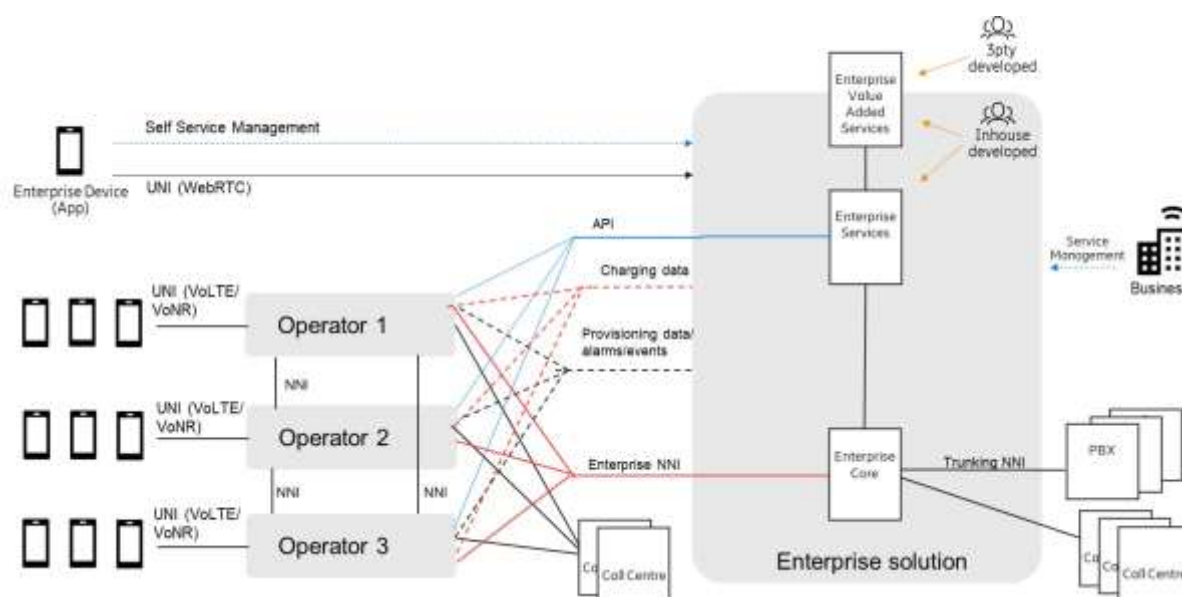 3pty
developed
Enterprise
Value
Added
Services
Inhouse
developed
Self Service Management
Enterprise Device
(App)
UNI (WebRTC)
API
Enterprise
Services
Service
Management
Business
Charging data
UNI (VoLTE/
VoNR)
Operator 1
Provisioning data/
alarms/events
NNI
UNI (VoLTE/
VoNR)
Operator 2
Enterprise NNI
Enterprise
Core
Trunking NNI
PBX
NNI
NNI
UNI (VoLTE/
VoNR)
Operator 3
Call Centre
Enterprise solution
Call Centre